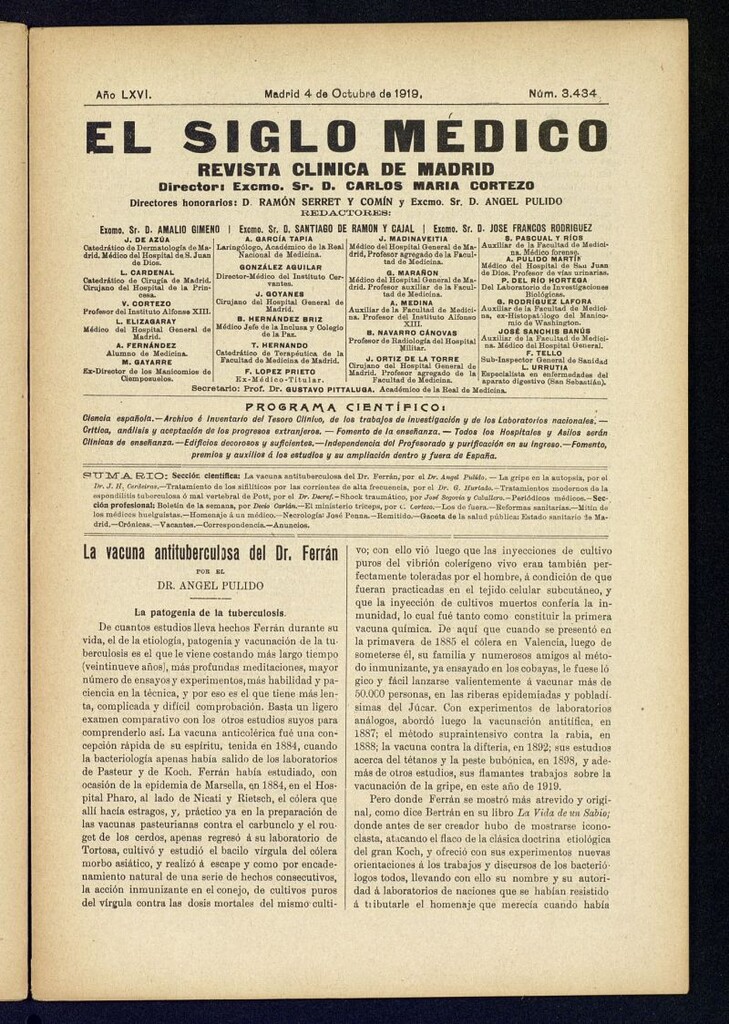 Año LXVI.
Madrid 4 de Octubre de 1919.
Núm. 3.434
EL SIGLO MÉDICO
REVISTA CLINICA DE MADRID
Director: Excmo. Sr. D. CARLOS MARIA CORTEZO
Directores honorarios: D. RAMÓN SERRET Y COMÍN y Excmo. Sr. D. ANGEL PULIDO
REDACTORES:
Excmo. Sr. D. AMALIO GIMENO | Excmo. Sr. D. SANTIAGO DE RAMON Y CAJAL | Excmo. Sr. D. JOSE FRANCOS RODRIGUEZ
J. DE AZÚA
Catedrático de Dermatología de Ma-
drid. Médico del Hospital de S. Juan
de Dios.
L. CARDENAL
Catedrático de Cirugía de Madrid.
Cirujano del Hospital de la Prin-
cesa.
V. CORTEZO
Profesor del Instituto Alfonso XIII.
L. ELIZAGARAY
Médico del Hospital General de
Madrid.
A. FERNÁNDEZ
Alumno de Medicina.
M. GAYARRE
Ex-Director de los Manicomios de
Ciempozuelos.
A. GARCÍA TAPIA
Laringólogo, Académico de la Real
Nacional de Medicina.
GONZÁLEZ AGUILAR
Director-Médico del Instituto Cer-
vantes.
J. GOYANES
Cirujano del Hospital General de
Madrid.
B. HERNÁNDEZ BRIZ
Médico Jefe de la Inclusa y Colegio
de la Paz.
T. HERNANDO
Catedrático de Terapéutica de la
Facultad de Medicina de Madrid.
F. LOPEZ PRIETO
Ex-Médico-Titular.
J. MADINAVEITIA
Médico del Hospital General de Ma-
drid, Profesor agregado de la Facul-
tad de Medicina.
G. MARAÑON
Médico del Hospital General de Ma-
drid. Profesor auxiliar de la Facul-
tad de Medicina.
A. MEDINA
Auxiliar de la Facultad de Medici-
na. Profesor del Instituto Alfonso
XIII.
B. NAVARRO CÁNOVAS
Profesor de Radiología del Hospital
Militar.
J. ORTIZ DE LA TORRE
Cirujano del Hospital General de
Madrid. Profesor agregado de la
Facultad de Medicina.
S. PASCUAL Y RÍOS
Auxiliar de la Facultad de Medici-
na. Médico forense.
A. PULIDO MARTÍN
Médico del Hospital de San Juan
de Dios. Profesor de vías urinarias.
P. DEL RÍO HORTEGA
Del Laboratorio de Investigaciones
Biológicas.
G. RODRÍGUEZ LAFORA
Auxiliar de la Facultad de Medici-
na, ex-Histopatólogo del Manico-
mio de Washington.
JOSÉ SANCHIS BANÚS
Auxiliar de la Facultad de Medici-
na. Médico del Hospital General.
F. TELLO
Sub-Inspector General de Sanidad
L. URRUTIA
Especialista en enfermedades del
aparato digestivo (San Sebastián).
Secretario: Prof. Dr. GUSTAVO PITTALUGA. Académico de la Real de Medicina.
PROGRAMA CIENTÍFICO:
Ciencia española.—Archivo é Inventario del Tesoro Clínico, de los trabajos de investigación y de los Laboratorios nacionales.—
Crítica, análisis y aceptación de los progresos extranjeros. — Fomento de la enseñanza. — Todos los Hospitales y Asilos serán
Clínicas de enseñanza.—Edificios decorosos y suficientes.—Independencia del Profesorado y purificación en su ingreso.—Fomento,
premios y auxilios á los estudios y su ampliación dentro y fuera de España.
SUMARIO: Sección científica: La vacuna antituberculosa del Dr. Ferrán, por el Dr. Angel Pulido. — La gripe en la autopsia, por el
Dr. J. H. Cordeiros.—Tratamiento de los sifilíticos por las corrientes de alta frecuencia, por el Dr. G. Hurtado.—Tratamientos modernos de la
espondilitis tuberculosa ó mal vertebral de Pott, por el Dr. Ducref.—Shock traumático, por José Segovia y Caballero.—Periódicos médicos.—Sec-
ción profesional: Boletín de la semana, por Decio Carlán.—El ministerio tríceps, por C. Cortezo.—Los de fuera.—Reformas sanitarias.—Mitin de
los médicos huelguistas.—Homenaje á un médico.—Necrología: José Penna.—Remitido.—Gaceta de la salud pública: Estado sanitario de Ma-
drid.—Crónicas.—Vacantes.—Correspondencia.—Anuncios.
La vacuna antituberculosa del Dr. Ferrán
POR EL
DR. ANGEL PULIDO
La patogenia de la tuberculosis.
De cuantos estudios lleva hechos Ferrán durante su
vida, el de la etiología, patogenia y vacunación de la tu-
berculosis es el que le viene costando más largo tiempo
(veintinueve años), más profundas meditaciones, mayor
número de ensayos y experimentos, más habilidad y pa-
ciencia en la técnica, y por eso es el que tiene más len-
ta, complicada y difícil comprobación. Basta un ligero
examen comparativo con los otros estudios suyos para
comprenderlo así. La vacuna anticolérica fué una con-
cepción rápida de su espíritu, tenida en 1884, cuando
la bacteriología apenas había salido de los laboratorios
de Pasteur y de Koch. Ferrán había estudiado, con
ocasión de la epidemia de Marsella, en 1884, en el Hos-
pital Pharo, al lado de Nicati y Rietsch, el cólera que
allí hacía estragos, y, práctico ya en la preparación de
las vacunas pasteurianas contra el carbunclo y el rou-
get de los cerdos, apenas regresó á su laboratorio de
Tortosa, cultivó y estudió el bacilo vírgula del cólera
morbo asiático, y realizó á escape y como por encade-
namiento natural de una serie de hechos consecutivos,
la acción inmunizante en el conejo, de cultivos puros
del vírgula contra las dosis mortales del mismo culti-
vo; con ello vió luego que las inyecciones de cultivo
puros del vibrión colerígeno vivo eran también per-
fectamente toleradas por el hombre, á condición de que
fueran practicadas en el tejido celular subcutáneo, y
que la inyección de cultivos muertos confería la in-
munidad, lo cual fué tanto como constituir la primera
vacuna química. De aquí que cuando se presentó en
la primavera de 1885 el cólera en Valencia, luego de
someterse él, su familia y numerosos amigos al méto-
do inmunizante, ya ensayado en los cobayas, le fuese ló
gico y fácil lanzarse valientemente á vacunar más de
50.000 personas, en las riberas epidemiadas y pobladí-
simas del Júcar. Con experimentos de laboratorios
análogos, abordó luego la vacunación antitífica, en
1887; el método supraintensivo contra la rabia, en
1888; la vacuna contra la difteria, en 1892; sus estudios
acerca del tétanos y la peste bubónica, en 1898, y ade-
más de otros estudios, sus flamantes trabajos sobre la
vacunación de la gripe, en este año de 1919.
Pero donde Ferrán se mostró más atrevido y origi-
nal, como dice Bertrán en su libro La Vida de un Sabio;
donde antes de ser creador hubo de mostrarse icono-
clasta, atacando el flaco de la clásica doctrina etiológica
del gran Koch, y ofreció con sus experimentos nuevas
orientaciones á los trabajos y discursos de los bacterió-
logos todos, llevando con ello su nombre y su autori-
dad á laboratorios de naciones que se habían resistido
á tributarle el homenaje que merecía cuando había